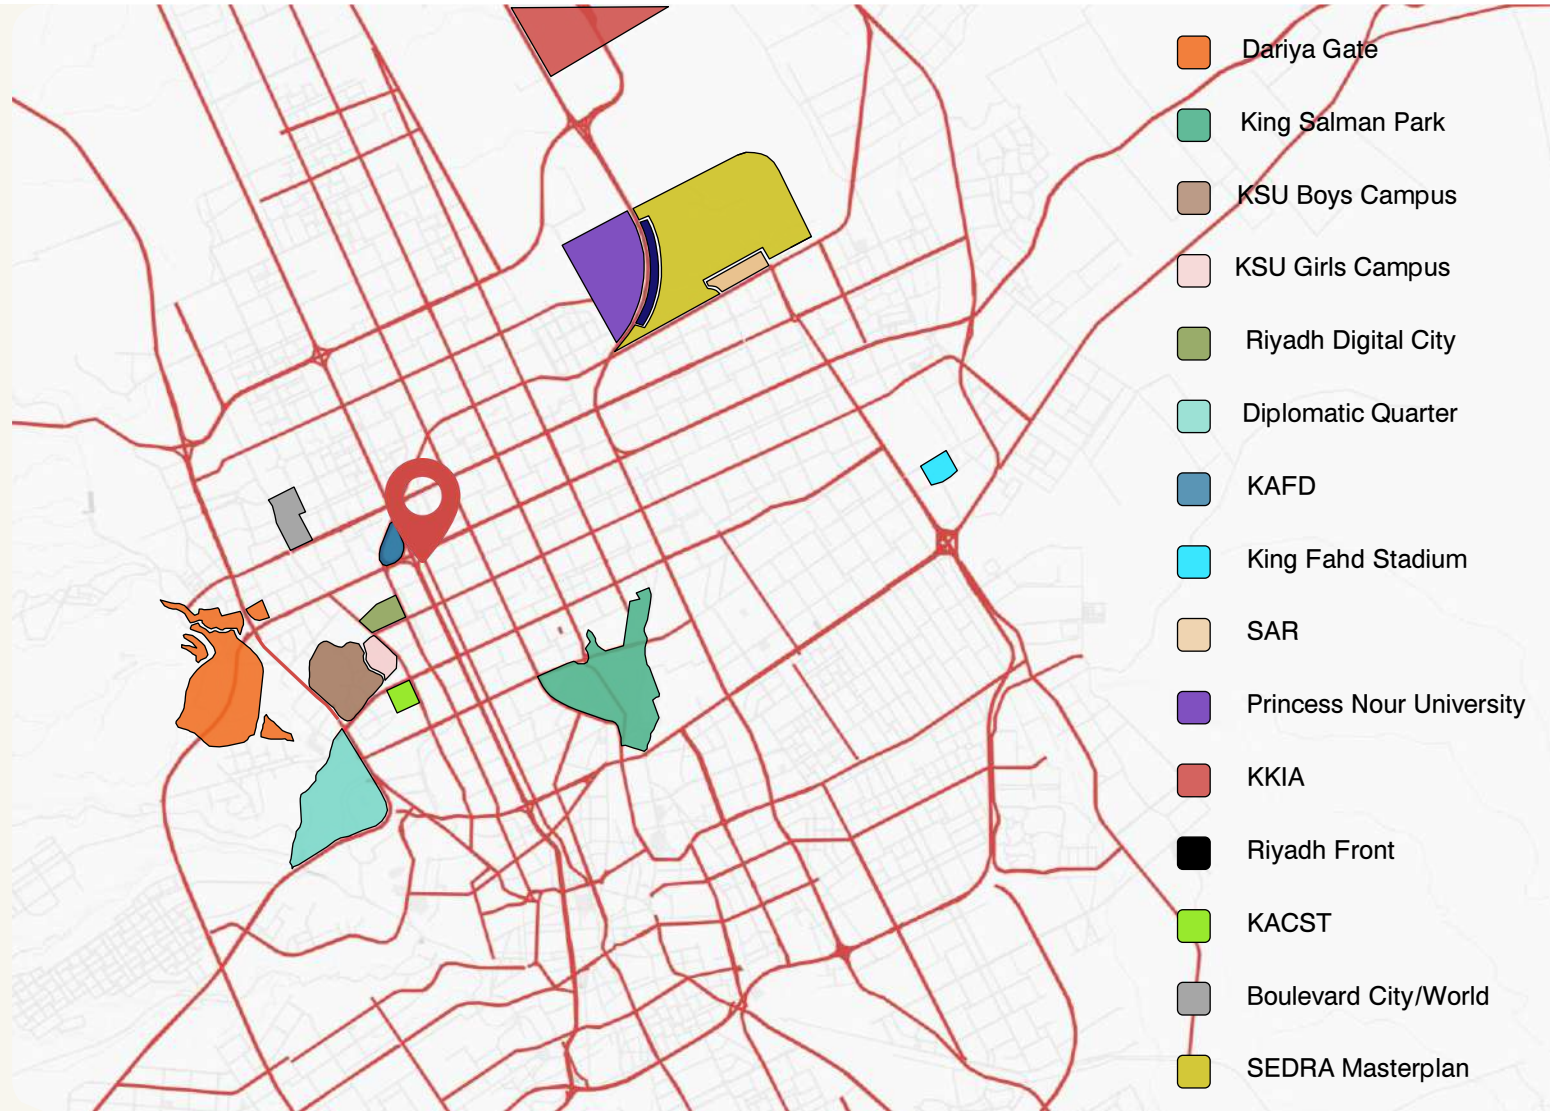 Dariya Gate
King Salman Park
KSU Boys Campus
KSU Girls Campus
Riyadh Digital City
Diplomatic Quarter
KAFD
King Fahd Stadium
SAR
Princess Nour University
KKIA
Riyadh Front
KACST
Boulevard City/World
SEDRA Masterplan